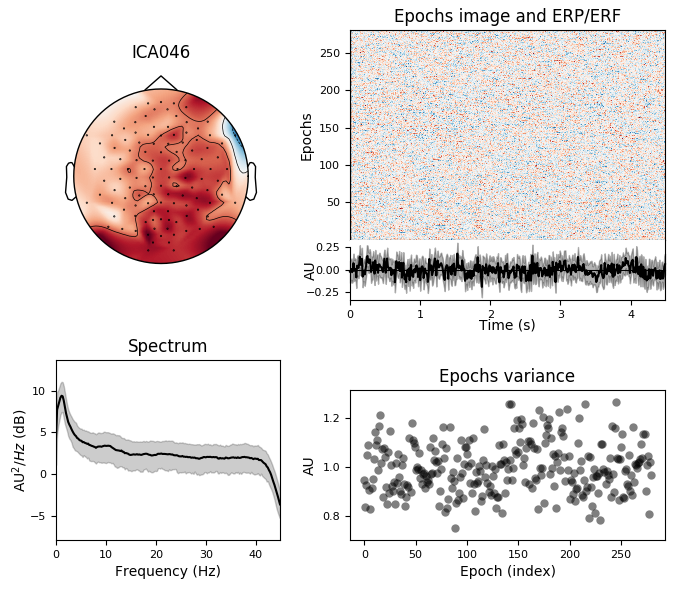 ICA046
Epochs image and ERP/ERF
Epochs
250
200
150
100
50
AU
0.25
0.00
−0.25
0 1 2 3 4
Time (s)
Spectrum
AU²/Hz (dB)
10
5
0
−5
0 10 20 30 40
Frequency (Hz)
Epochs variance
AU
1.2
1.0
0.8
0 50 100 150 200 250
Epoch (index)